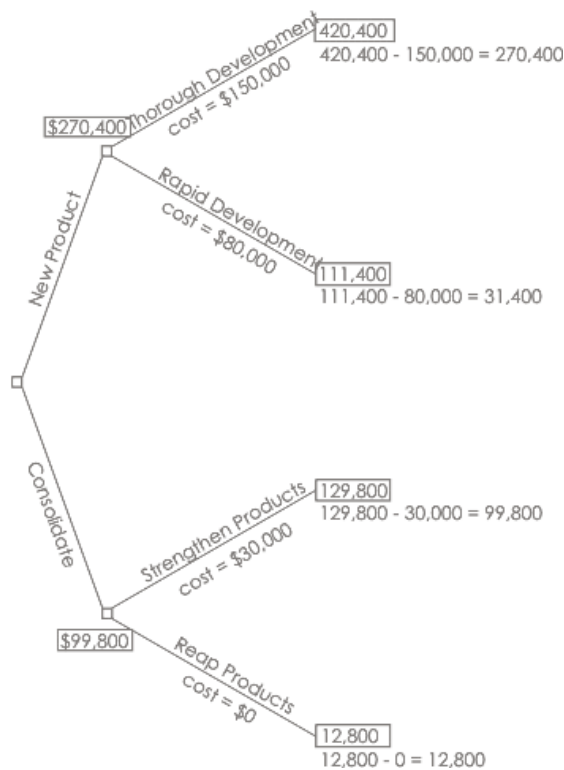 420,400
420,400 - 150,000 = 270,400
Thorough Development
cost = $150,000
$270,400
Rapid Development
cost = $80,000
111,400
111,400 - 80,000 = 31,400
New Product
Consolidate
129,800
129,800 - 30,000 = 99,800
Strengthen Products
cost = $30,000
$99,800
Reap Products
cost = $0
12,800
12,800 - 0 = 12,800